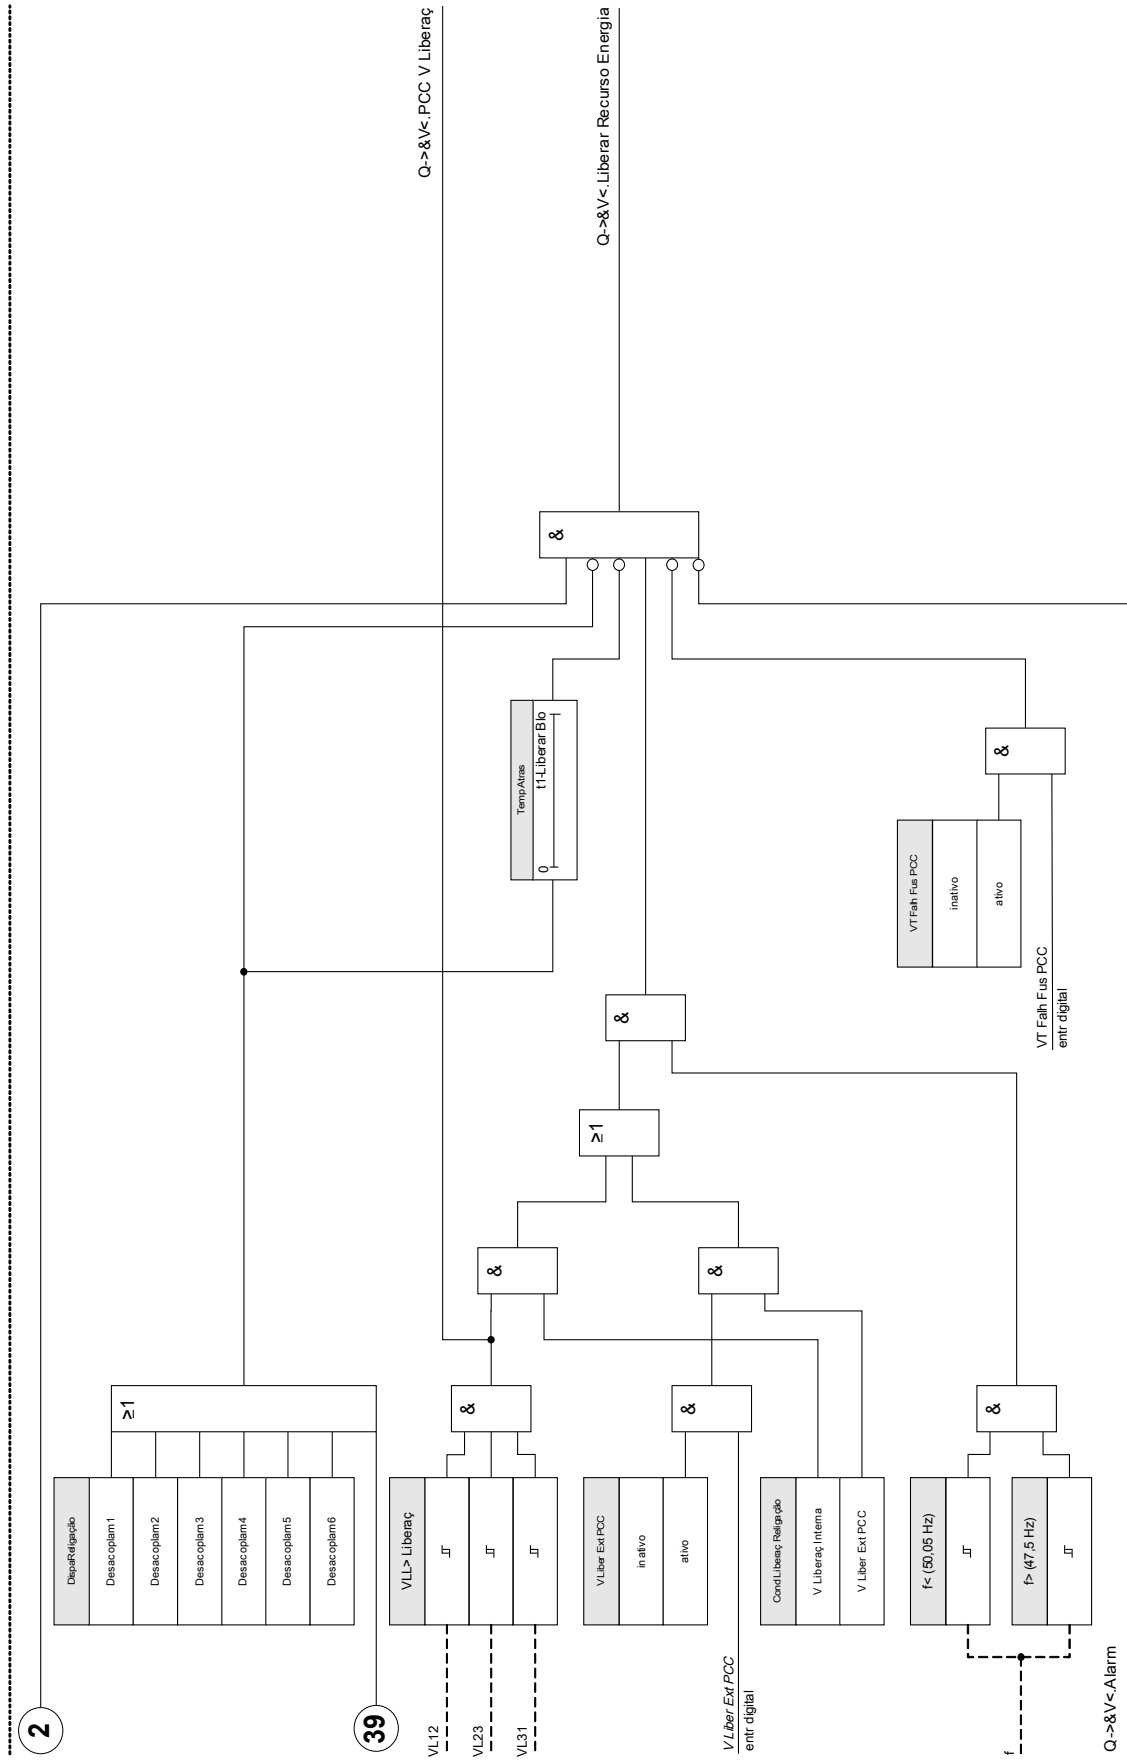 2
DispaReligação
Desacoplam1
Desacoplam2
Desacoplam3
Desacoplam4
Desacoplam5
Desacoplam6
≥1
39
VLL> Liberaç
VL12
VL23
VL31
&
&
Q->&V<.PCC V Liberaç
V Liber Ext PCC
inativo
ativo
V Liber Ext PCC
entr digital
&
&
Cond Liberaç Religação
V Liberaç Interna
V Liber Ext PCC
≥1
&
TempAtras
0
t1-Liberar Blo
&
Q->&V<.Liberar Recurso Energia
f< (50,05 Hz)
f> (47,5 Hz)
f
&
VT Falh Fus PCC
inativo
ativo
VT Falh Fus PCC
entr digital
&
Q->&V<.Alarm